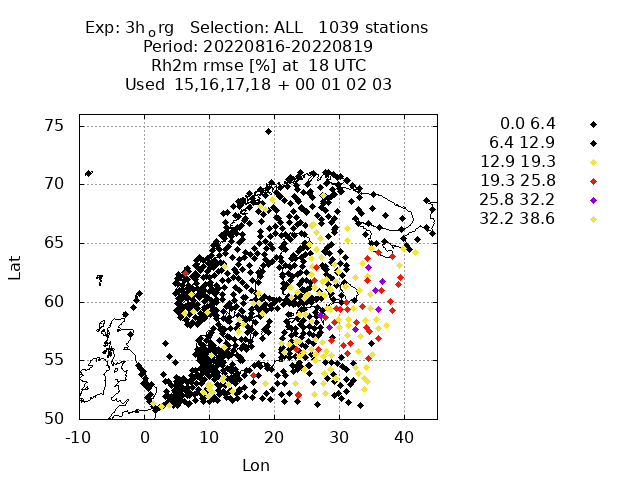 Exp: 3h_o rg   Selection: ALL   1039 stations
Period: 20220816-20220819
Rh2m rmse [%] at  18 UTC
Used  15,16,17,18 + 00 01 02 03
0.0 6.4
6.4 12.9
12.9 19.3
19.3 25.8
25.8 32.2
32.2 38.6
75
70
65
60
55
50
Lat
-10 0 10 20 30 40
Lon